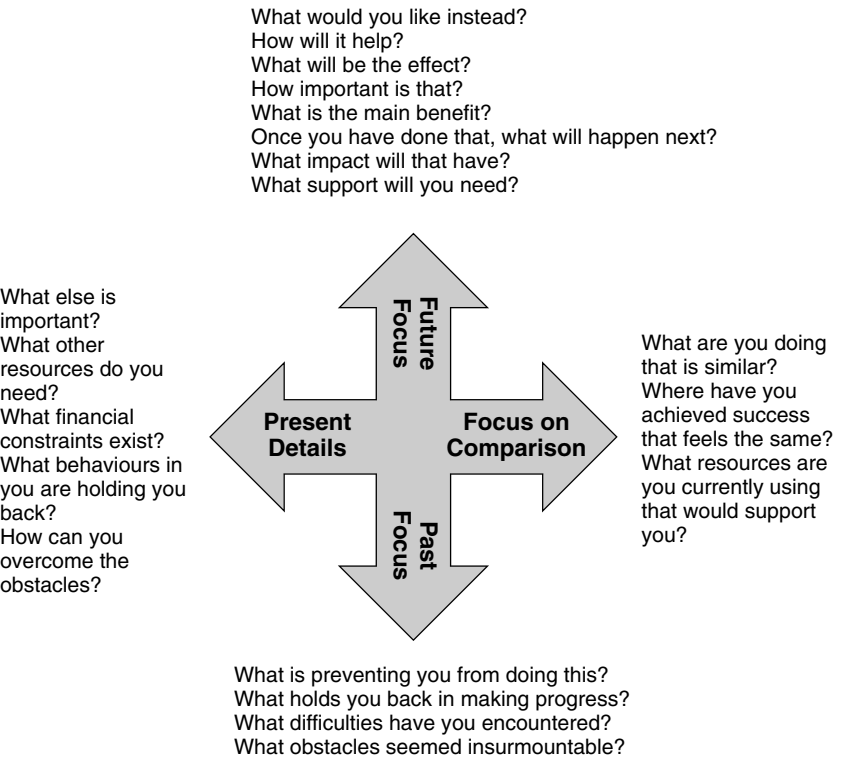 What would you like instead?
How will it help?
What will be the effect?
How important is that?
What is the main benefit?
Once you have done that, what will happen next?
What impact will that have?
What support will you need?
Future
Focus
What else is
important?
What other
resources do you
need?
What financial
constraints exist?
What behaviours in
you are holding you
back?
How can you
overcome the
obstacles?
Present
Details
Focus on
Comparison
What are you doing
that is similar?
Where have you
achieved success
that feels the same?
What resources are
you currently using
that would support
you?
Past
Focus
What is preventing you from doing this?
What holds you back in making progress?
What difficulties have you encountered?
What obstacles seemed insurmountable?